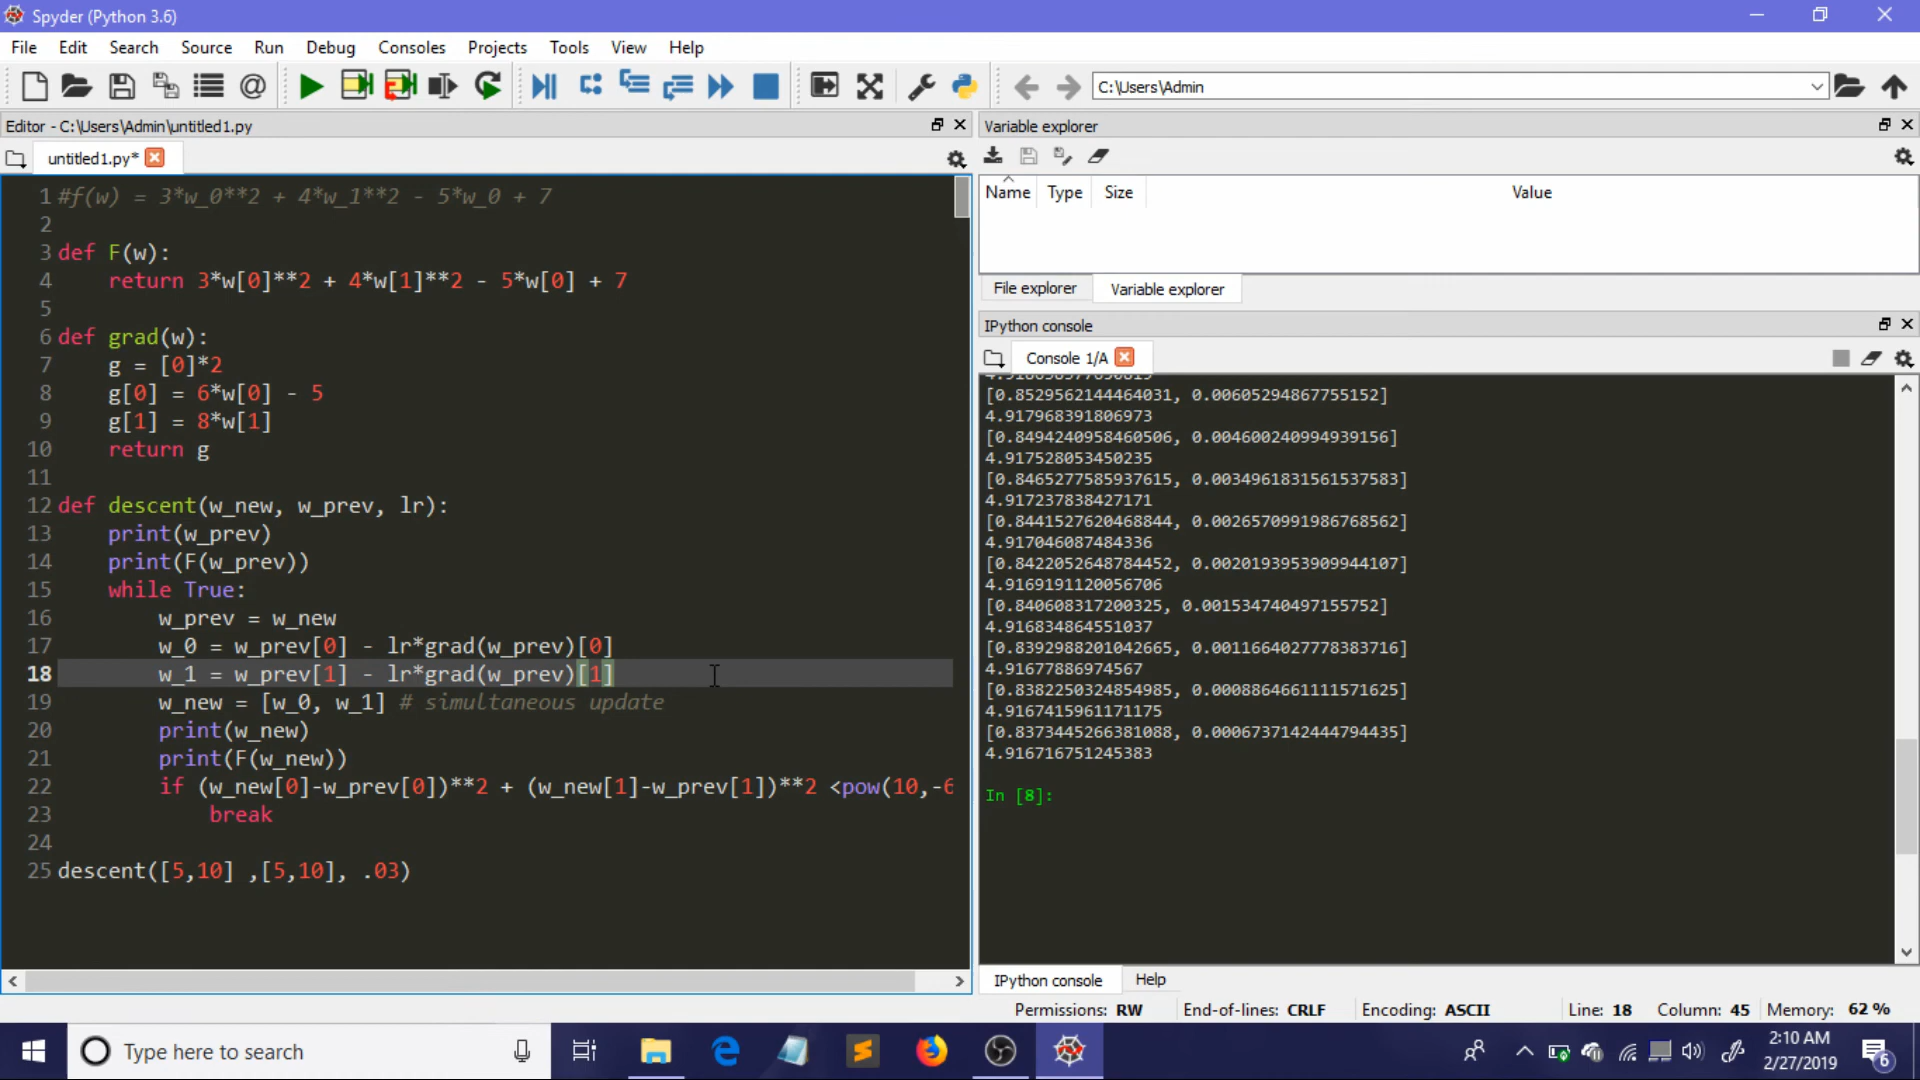 Spyder (Python 3.6)
File Edit Search Source Run Debug Consoles Projects Tools View Help
C:\Users\Admin
Editor - C:\Users\Admin\untitled1.py
untitled1.py*
1 #f(w) = 3*w_0**2 + 4*w_1**2 - 5*w_0 + 7
2
3 def F(w):
4 return 3*w[0]**2 + 4*w[1]**2 - 5*w[0] + 7
5
6 def grad(w):
7 g = [0]*2
8 g[0] = 6*w[0] - 5
9 g[1] = 8*w[1]
10 return g
11
12 def descent(w_new, w_prev, lr):
13 print(w_prev)
14 print(F(w_prev))
15 while True:
16 w_prev = w_new
17 w_0 = w_prev[0] - lr*grad(w_prev)[0]
18 w_1 = w_prev[1] - lr*grad(w_prev)[1]
19 w_new = [w_0, w_1] # simultaneous update
20 print(w_new)
21 print(F(w_new))
22 if (w_new[0]-w_prev[0])**2 + (w_new[1]-w_prev[1])**2 <pow(10,-6
23 break
24
25 descent([5,10] ,[5,10], .03)
Variable explorer
Name Type Size Value
File explorer Variable explorer
IPython console
Console 1/A
[0.8529562144464031, 0.00605294867755152]
4.917968391806973
[0.8494240958460506, 0.004600240994939156]
4.917528053450235
[0.8465277585937615, 0.0034961831561537583]
4.917237838427171
[0.8441527620468844, 0.0026570991986768562]
4.917046087484336
[0.8422052648784452, 0.0020193953909944107]
4.9169191120056706
[0.840608317200325, 0.001534740497155752]
4.916834864551037
[0.8392988201042665, 0.0011664027778383716]
4.91677886974567
[0.8382250324854985, 0.0008864661111571625]
4.9167415961171175
[0.8373445266381088, 0.0006737142444794435]
4.916716751245383
In [8]:
IPython console Help
Permissions: RW End-of-lines: CRLF Encoding: ASCII Line: 18 Column: 45 Memory: 62 %
Type here to search
2:10 AM
2/27/2019
6